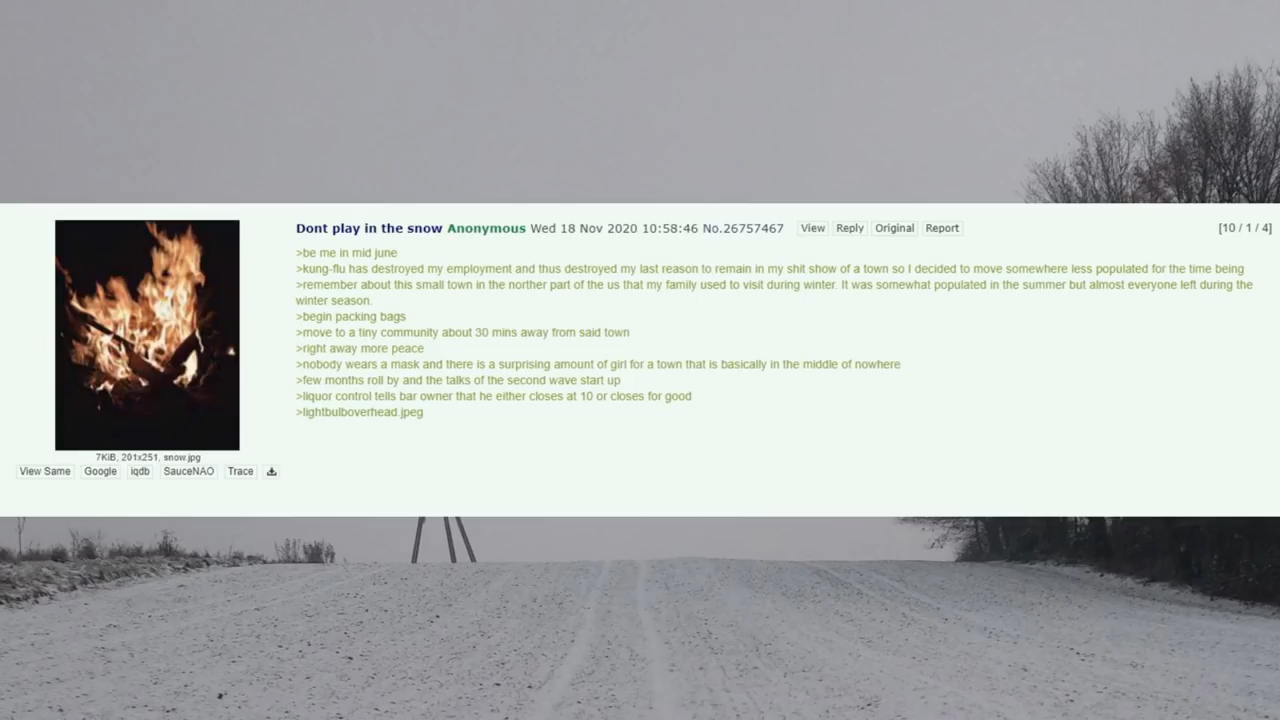 Dont play in the snow Anonymous Wed 18 Nov 2020 10:58:46 No.26757467 View Reply Original Report [10 / 1 / 4]
>be me in mid june
>kung-flu has destroyed my employment and thus destroyed my last reason to remain in my shit show of a town so I decided to move somewhere less populated for the time being
>remember about this small town in the norther part of the us that my family used to visit during winter. It was somewhat populated in the summer but almost everyone left during the
winter season.
>begin packing bags
>move to a tiny community about 30 mins away from said town
>right away more peace
>nobody wears a mask and there is a surprising amount of girl for a town that is basically in the middle of nowhere
>few months roll by and the talks of the second wave start up
>liquor control tells bar owner that he either closes at 10 or closes for good
>lightbulboverhead.jpeg
7KiB, 201x251, snow.jpg
View Same Google iqdb SauceNAO Trace